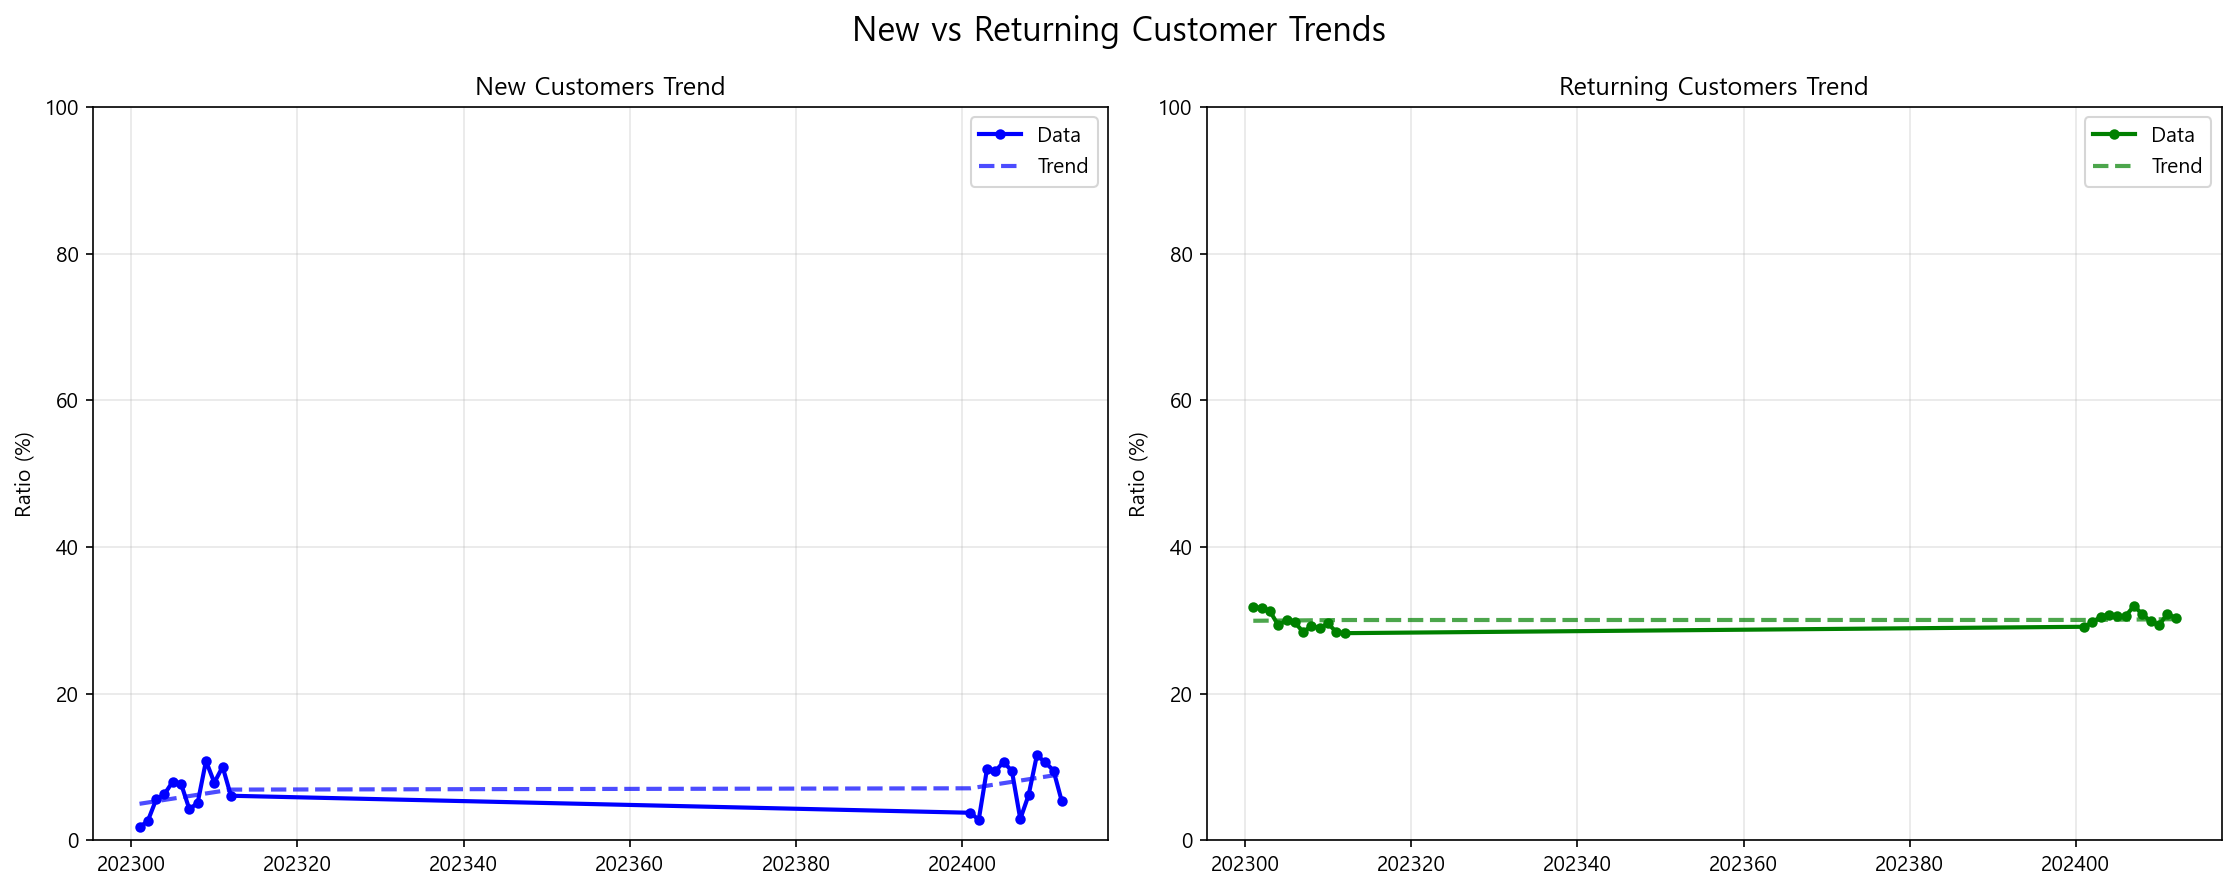 New vs Returning Customer Trends
New Customers Trend
100
80
60
40
20
0
Ratio (%)
202300 202320 202340 202360 202380 202400
Data
Trend
Returning Customers Trend
100
80
60
40
20
0
Ratio (%)
202300 202320 202340 202360 202380 202400
Data
Trend